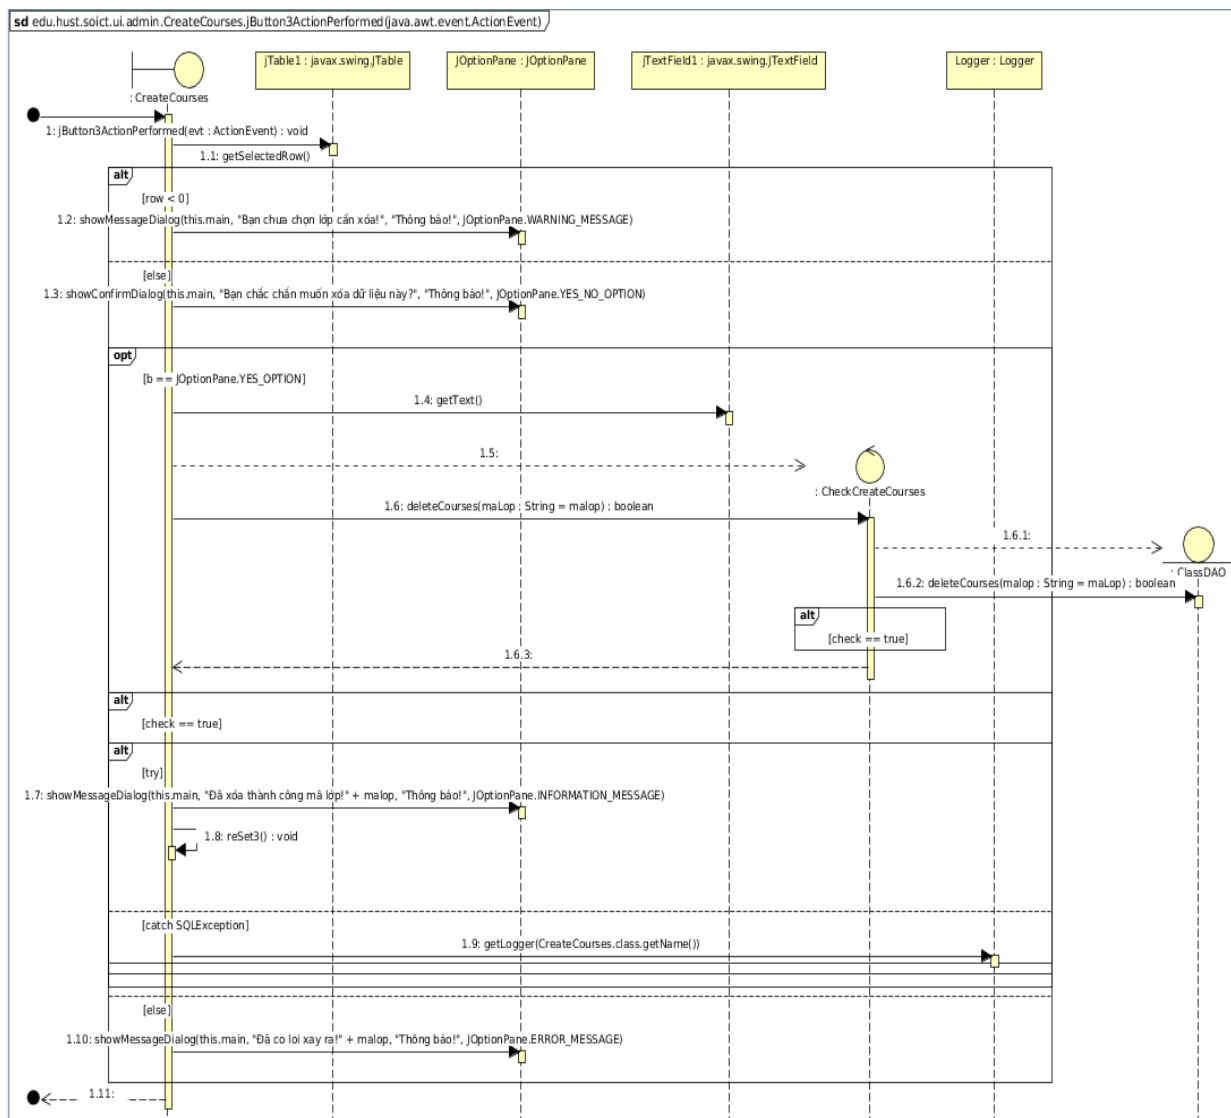 sd edu.hust.soict.ui.admin.CreateCourses.jButton3ActionPerformed(java.awt.event.ActionEvent)
jTable1 : javax.swing.JTable
JOptionPane : JOptionPane
jTextField1 : javax.swing.JTextField
Logger : Logger
: CreateCourses
1: jButton3ActionPerformed(evt : ActionEvent) : void
1.1: getSelectedRow()
alt
[row < 0]
1.2: showMessageDialog(this.main, "Bạn chưa chọn lớp cần xóa!", "Thông báo!", JOptionPane.WARNING_MESSAGE)
[else]
1.3: showConfirmDialog(this.main, "Bạn chắc chắn muốn xóa dữ liệu này?", "Thông báo!", JOptionPane.YES_NO_OPTION)
opt
[b == JOptionPane.YES_OPTION]
1.4: getText()
1.5:
: CheckCreateCourses
1.6: deleteCourses(maLop : String = malop) : boolean
1.6.1:
: ClassDAO
1.6.2: deleteCourses(malop : String = maLop) : boolean
alt
[check == true]
1.6.3:
alt
[check == true]
alt
[try]
1.7: showMessageDialog(this.main, "Đã xóa thành công mã lớp!" + malop, "Thông báo!", JOptionPane.INFORMATION_MESSAGE)
1.8: reSet3() : void
[catch SQLException]
1.9: getLogger(CreateCourses.class.getName())
[else]
1.10: showMessageDialog(this.main, "Đã co loi xay ra!" + malop, "Thông báo!", JOptionPane.ERROR_MESSAGE)
1.11: